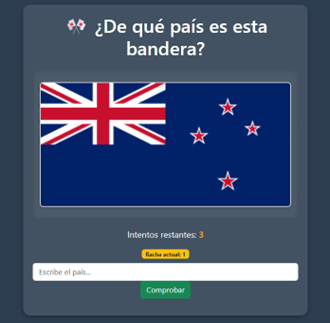 🎌 ¿De qué país es esta
bandera?
Intentos restantes: 3
Racha actual: 1
Escribe el país...
Comprobar